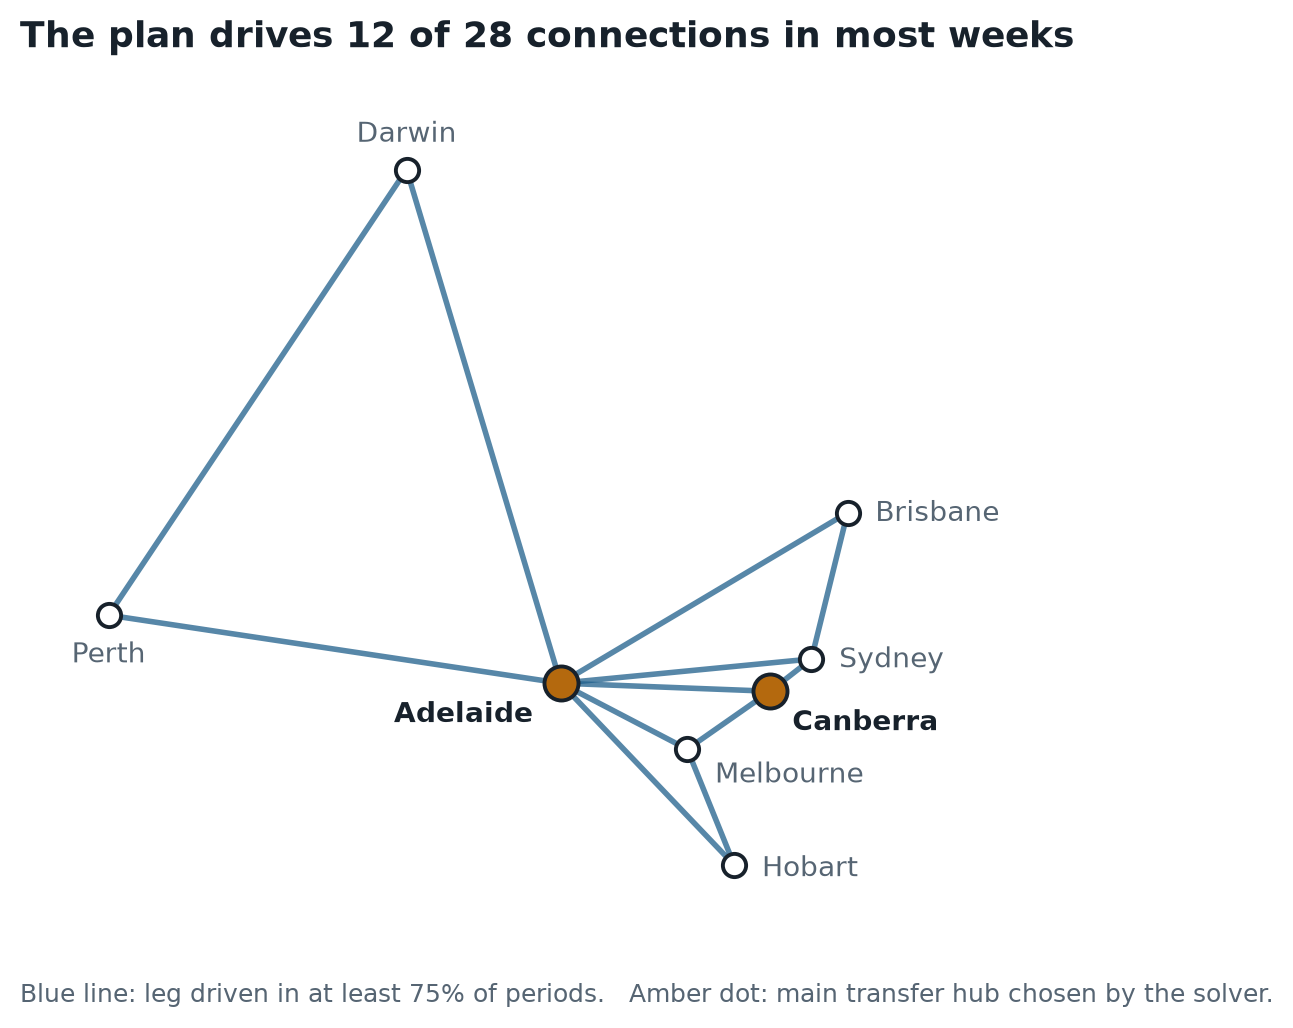 The plan drives 12 of 28 connections in most weeks
Darwin
Brisbane
Perth
Sydney
Adelaide
Canberra
Melbourne
Hobart
Blue line: leg driven in at least 75% of periods. Amber dot: main transfer hub chosen by the solver.